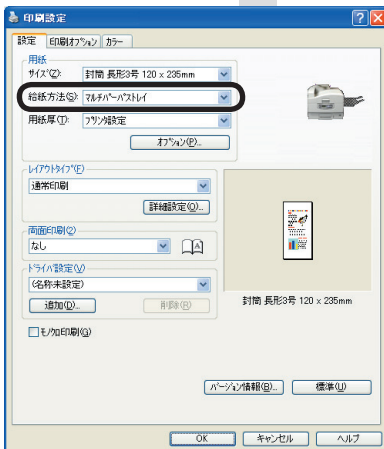 印刷設定
設定 印刷オプション カラー
用紙
サイズ(Z): 封筒 長形3号 120 x 235mm
給紙方法(S): マルチパーパストレイ
用紙厚(T): プリンタ設定
オプション(P)...
レイアウトタイプ(F)
通常印刷
詳細設定(O)...
両面印刷(2)
なし
ドライバ設定(V)
(名称未設定)
追加(D)... 削除(R)
封筒 長形3号 120 x 235mm
モノクロ印刷(G)
バージョン情報(B)... 標準(U)
OK キャンセル ヘルプ